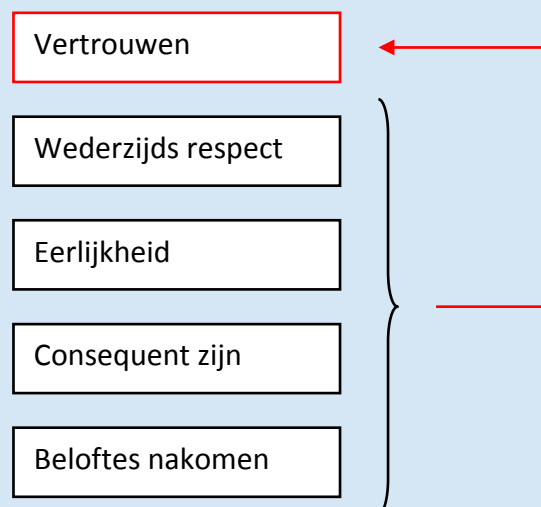 Vertrouwen
Wederzijds respect
Eerlijkheid
Consequent zijn
Beloftes nakomen